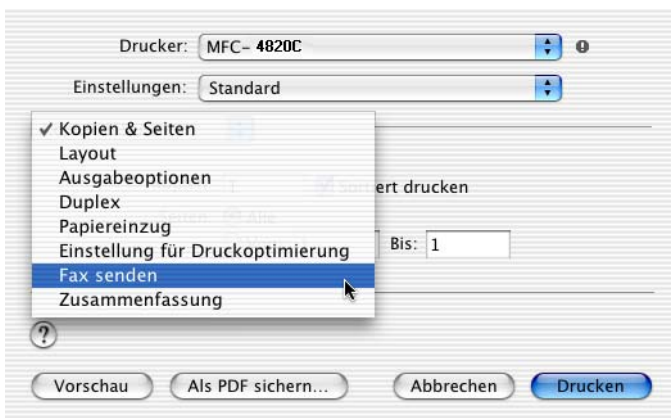 Drucker: MFC- 4820C
Einstellungen: Standard
✓ Kopien & Seiten
Layout
Ausgabeoptionen
Duplex
Sortiert drucken
Papiereinzug
Einstellung für Druckoptimierung
Bis: 1
Fax senden
Zusammenfassung
?
Vorschau Als PDF sichern... Abbrechen Drucken